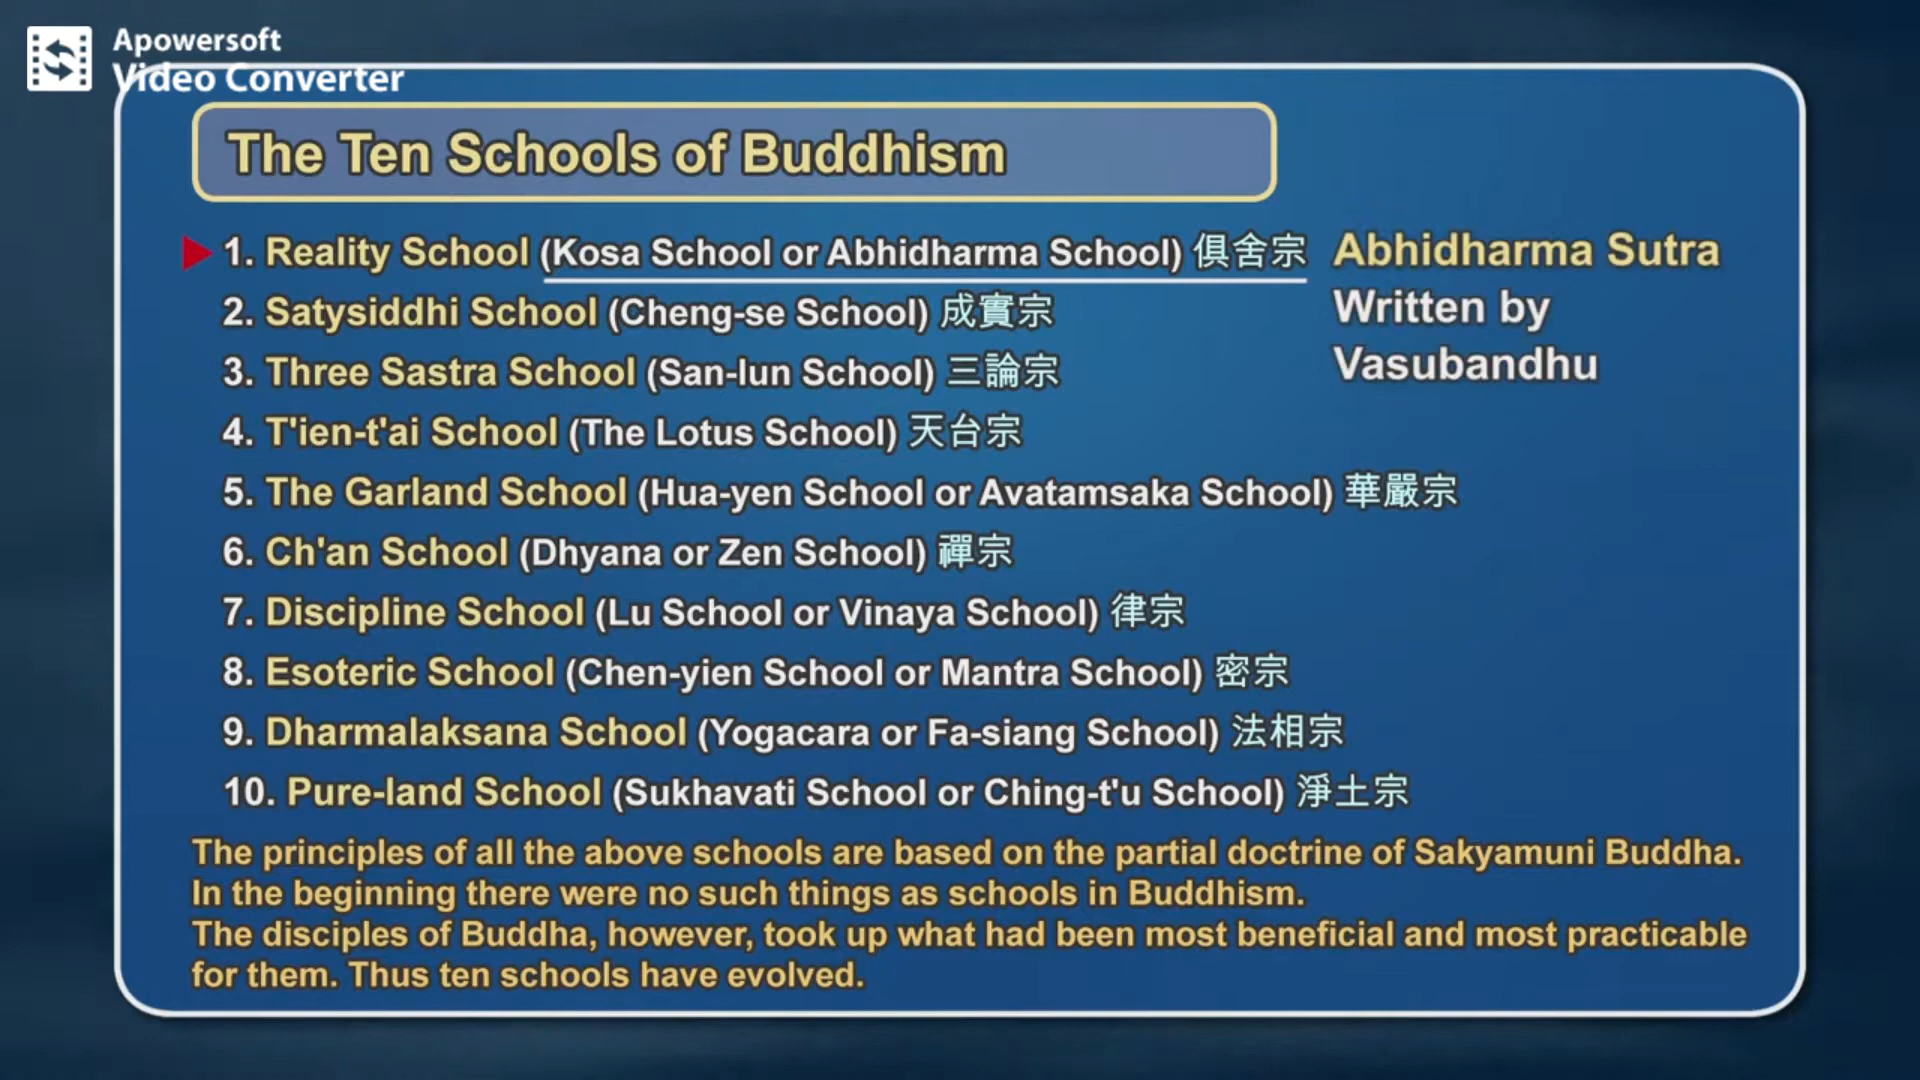 Apowersoft
Video Converter
The Ten Schools of Buddhism
1. Reality School (Kosa School or Abhidharma School) 俱舍宗
Abhidharma Sutra
Written by
Vasubandhu
2. Satysiddhi School (Cheng-se School) 成實宗
3. Three Sastra School (San-lun School) 三論宗
4. T'ien-t'ai School (The Lotus School) 天台宗
5. The Garland School (Hua-yen School or Avatamsaka School) 華嚴宗
6. Ch'an School (Dhyana or Zen School) 禪宗
7. Discipline School (Lu School or Vinaya School) 律宗
8. Esoteric School (Chen-yien School or Mantra School) 密宗
9. Dharmalaksana School (Yogacara or Fa-siang School) 法相宗
10. Pure-land School (Sukhavati School or Ching-t'u School) 淨土宗
The principles of all the above schools are based on the partial doctrine of Sakyamuni Buddha.
In the beginning there were no such things as schools in Buddhism.
The disciples of Buddha, however, took up what had been most beneficial and most practicable
for them. Thus ten schools have evolved.